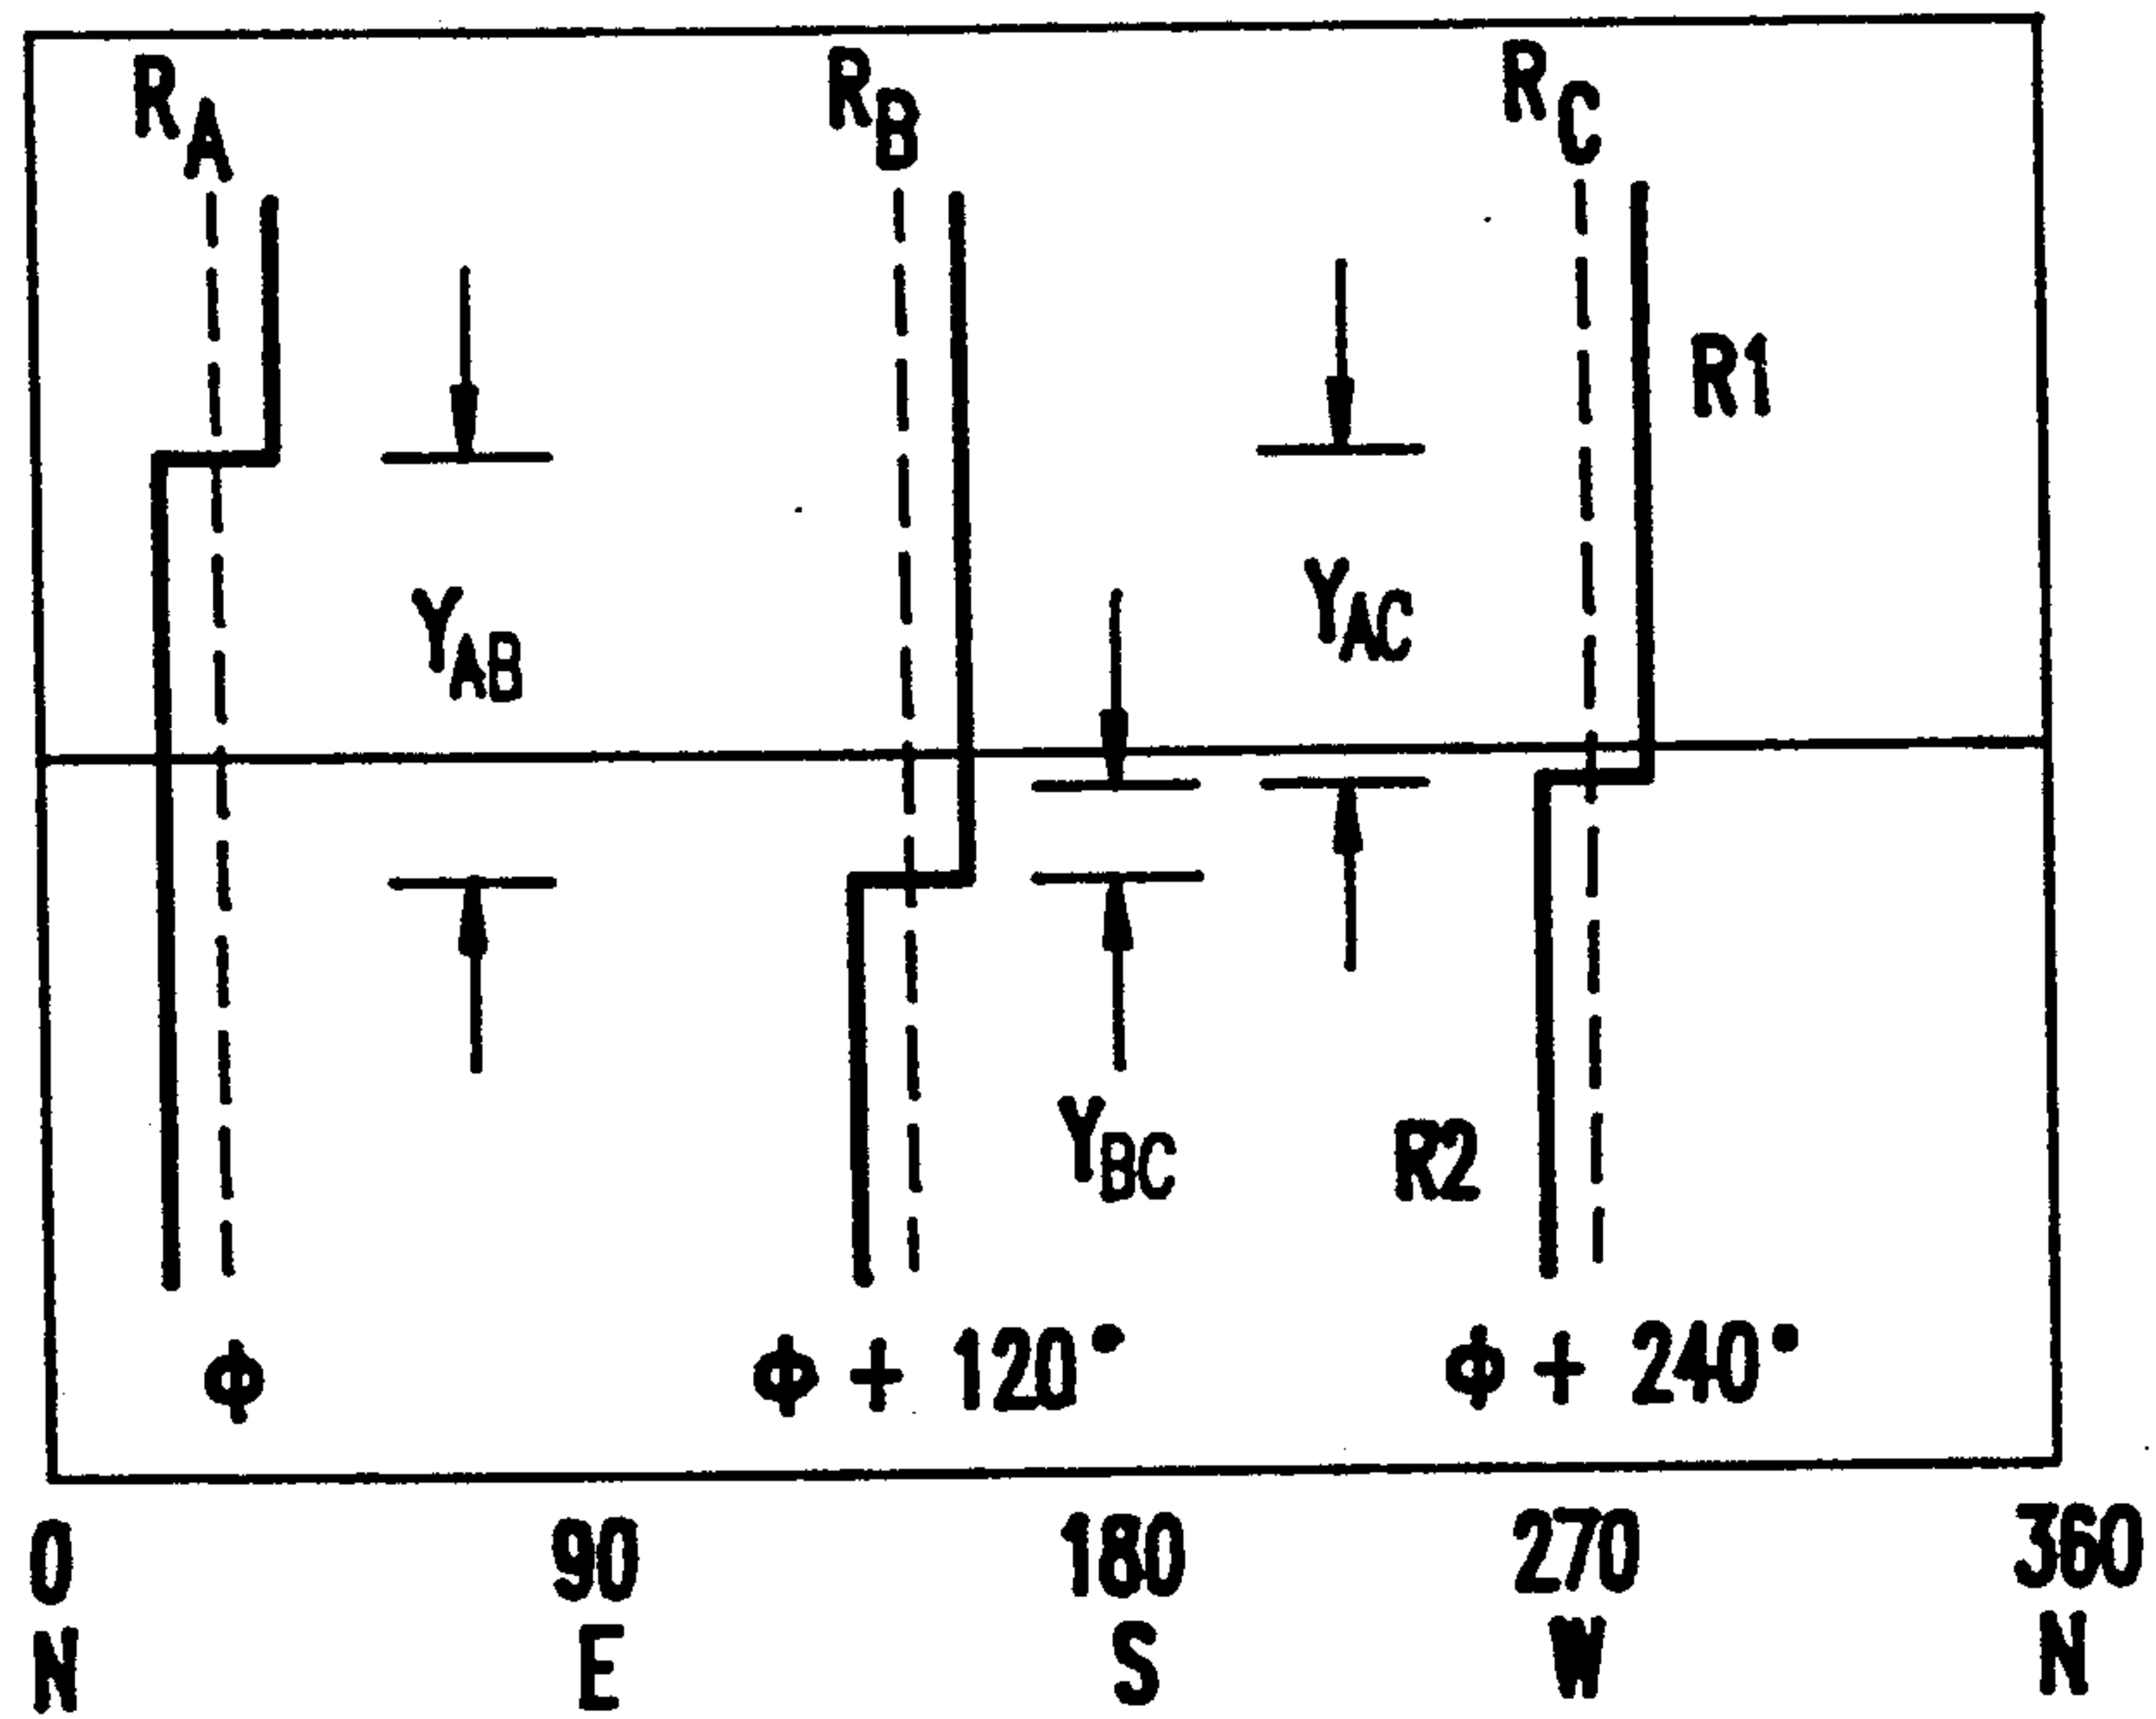 R_A R_B R_C
R1
Y_AB Y_AC
Y_BC R2
ϕ ϕ + 120° ϕ + 240°
0 90 180 270 360
N E S W N